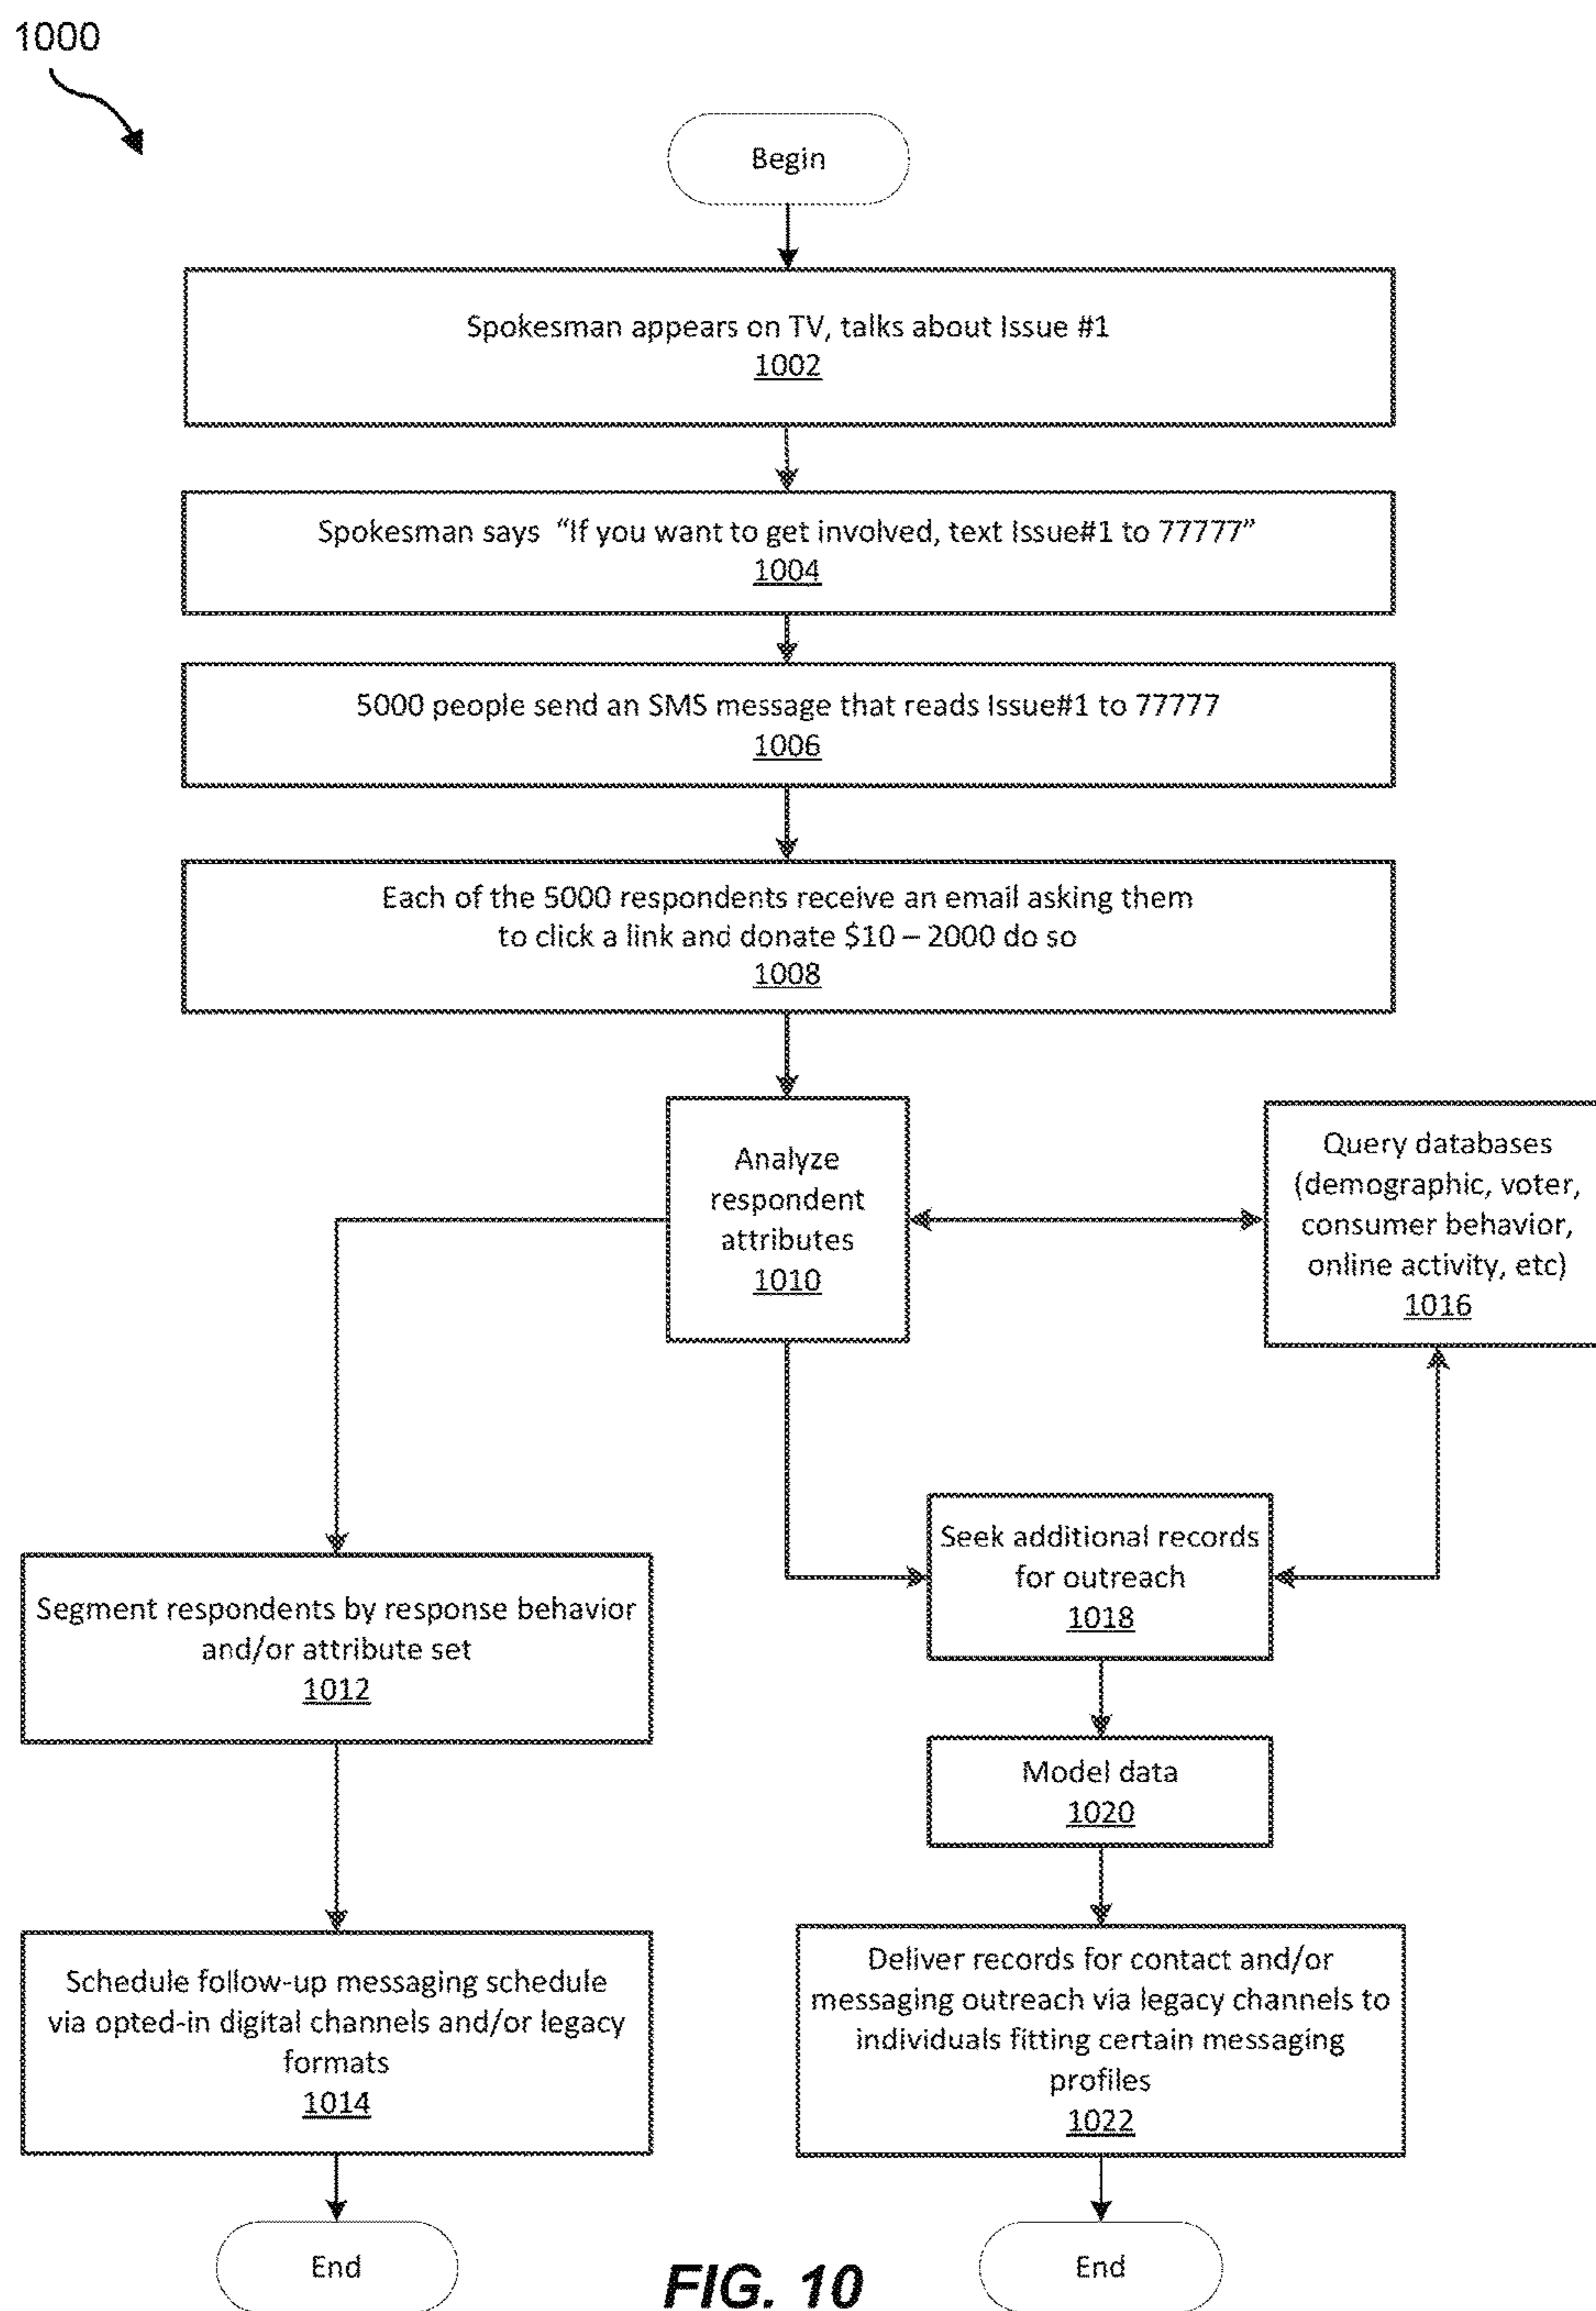 1000
Begin
Spokesman appears on TV, talks about Issue #1
1002
Spokesman says “If you want to get involved, text Issue#1 to 77777”
1004
5000 people send an SMS message that reads Issue#1 to 77777
1006
Each of the 5000 respondents receive an email asking them
to click a link and donate $10 – 2000 do so
1008
Analyze
respondent
attributes
1010
Query databases
(demographic, voter,
consumer behavior,
online activity, etc)
1016
Seek additional records
for outreach
1018
Segment respondents by response behavior
and/or attribute set
1012
Model data
1020
Schedule follow-up messaging schedule
via opted-in digital channels and/or legacy
formats
1014
Deliver records for contact and/or
messaging outreach via legacy channels to
individuals fitting certain messaging
profiles
1022
End
End
FIG. 10